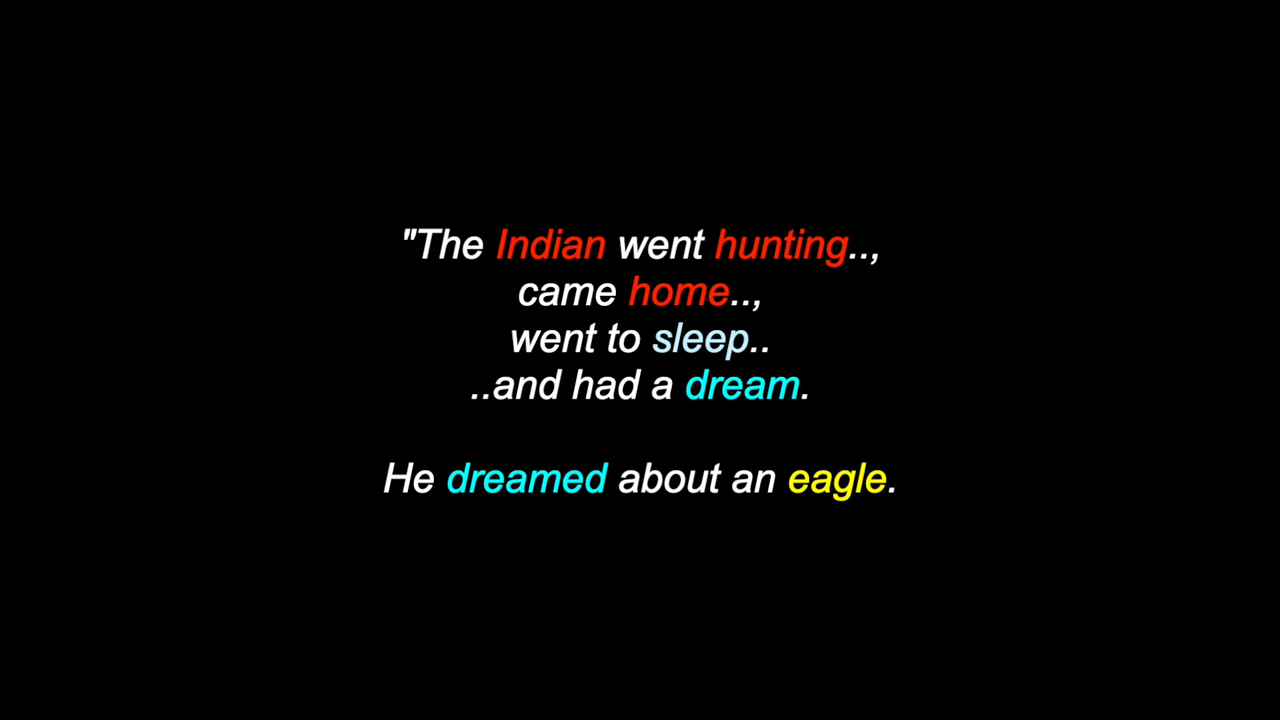 "The Indian went hunting..,
came home..,
went to sleep..
..and had a dream.
He dreamed about an eagle.